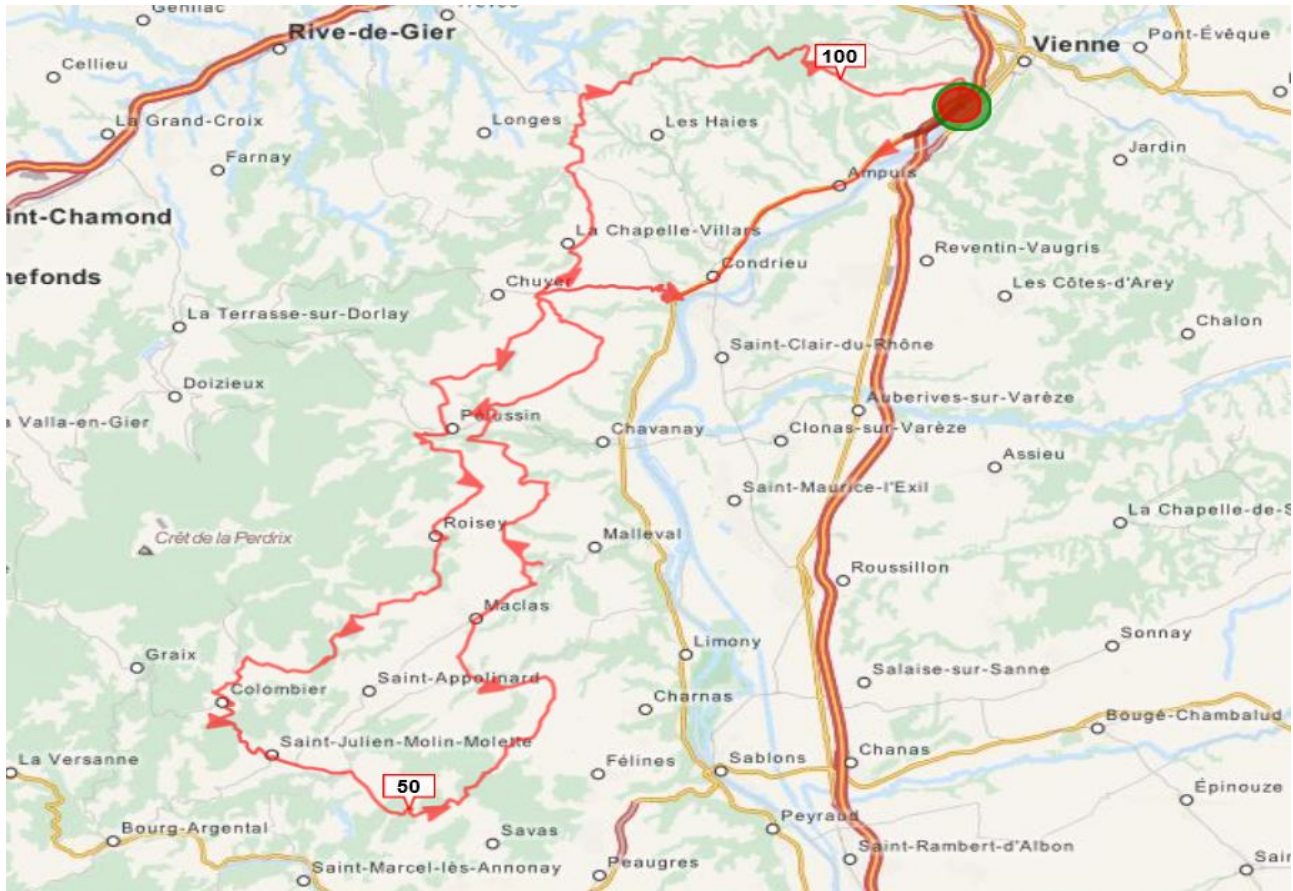 Genilac
Trèves
Rive-de-Gier
Vienne
Pont-Évêque
Cellieu
100
La Grand-Croix
Longes
Les Haies
Farnay
Jardin
Ampuis
int-Chamond
La Chapelle-Villars
Reventin-Vaugris
Condrieu
nefonds
Chuyer
Les Côtes-d'Arey
La Terrasse-sur-Dorlay
Chalon
Saint-Clair-du-Rhône
Doizieux
Auberives-sur-Varèze
a Valla-en-Gier
Pélussin
Chavanay
Clonas-sur-Varèze
Assieu
Saint-Maurice-l'Exil
La Chapelle-de-S
Roisey
Crêt de la Perdrix
Malleval
Roussillon
Maclas
Sonnay
Limony
Graix
Salaise-sur-Sanne
Saint-Appolinard
Colombier
Charnas
Bougé-Chambalud
Saint-Julien-Molin-Molette
La Versanne
Chanas
Félines
Sablons
50
Épinouze
Bourg-Argental
Savas
Peyraud
Saint-Marcel-lès-Annonay
Peaugres
Saint-Rambert-d'Albon
Sain